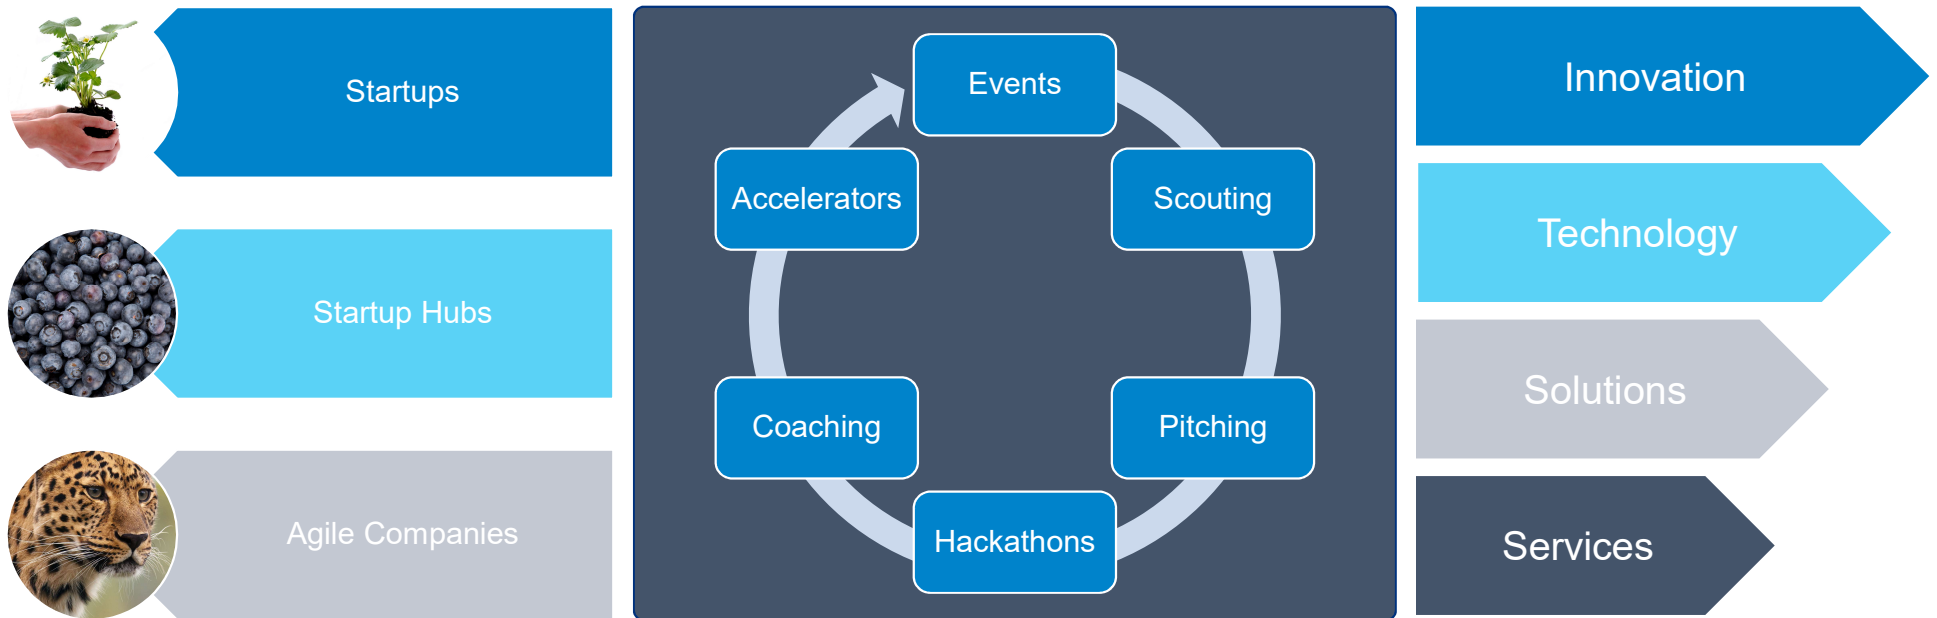 Startups
Startup Hubs
Agile Companies
Events
Scouting
Pitching
Hackathons
Coaching
Accelerators
Innovation
Technology
Solutions
Services